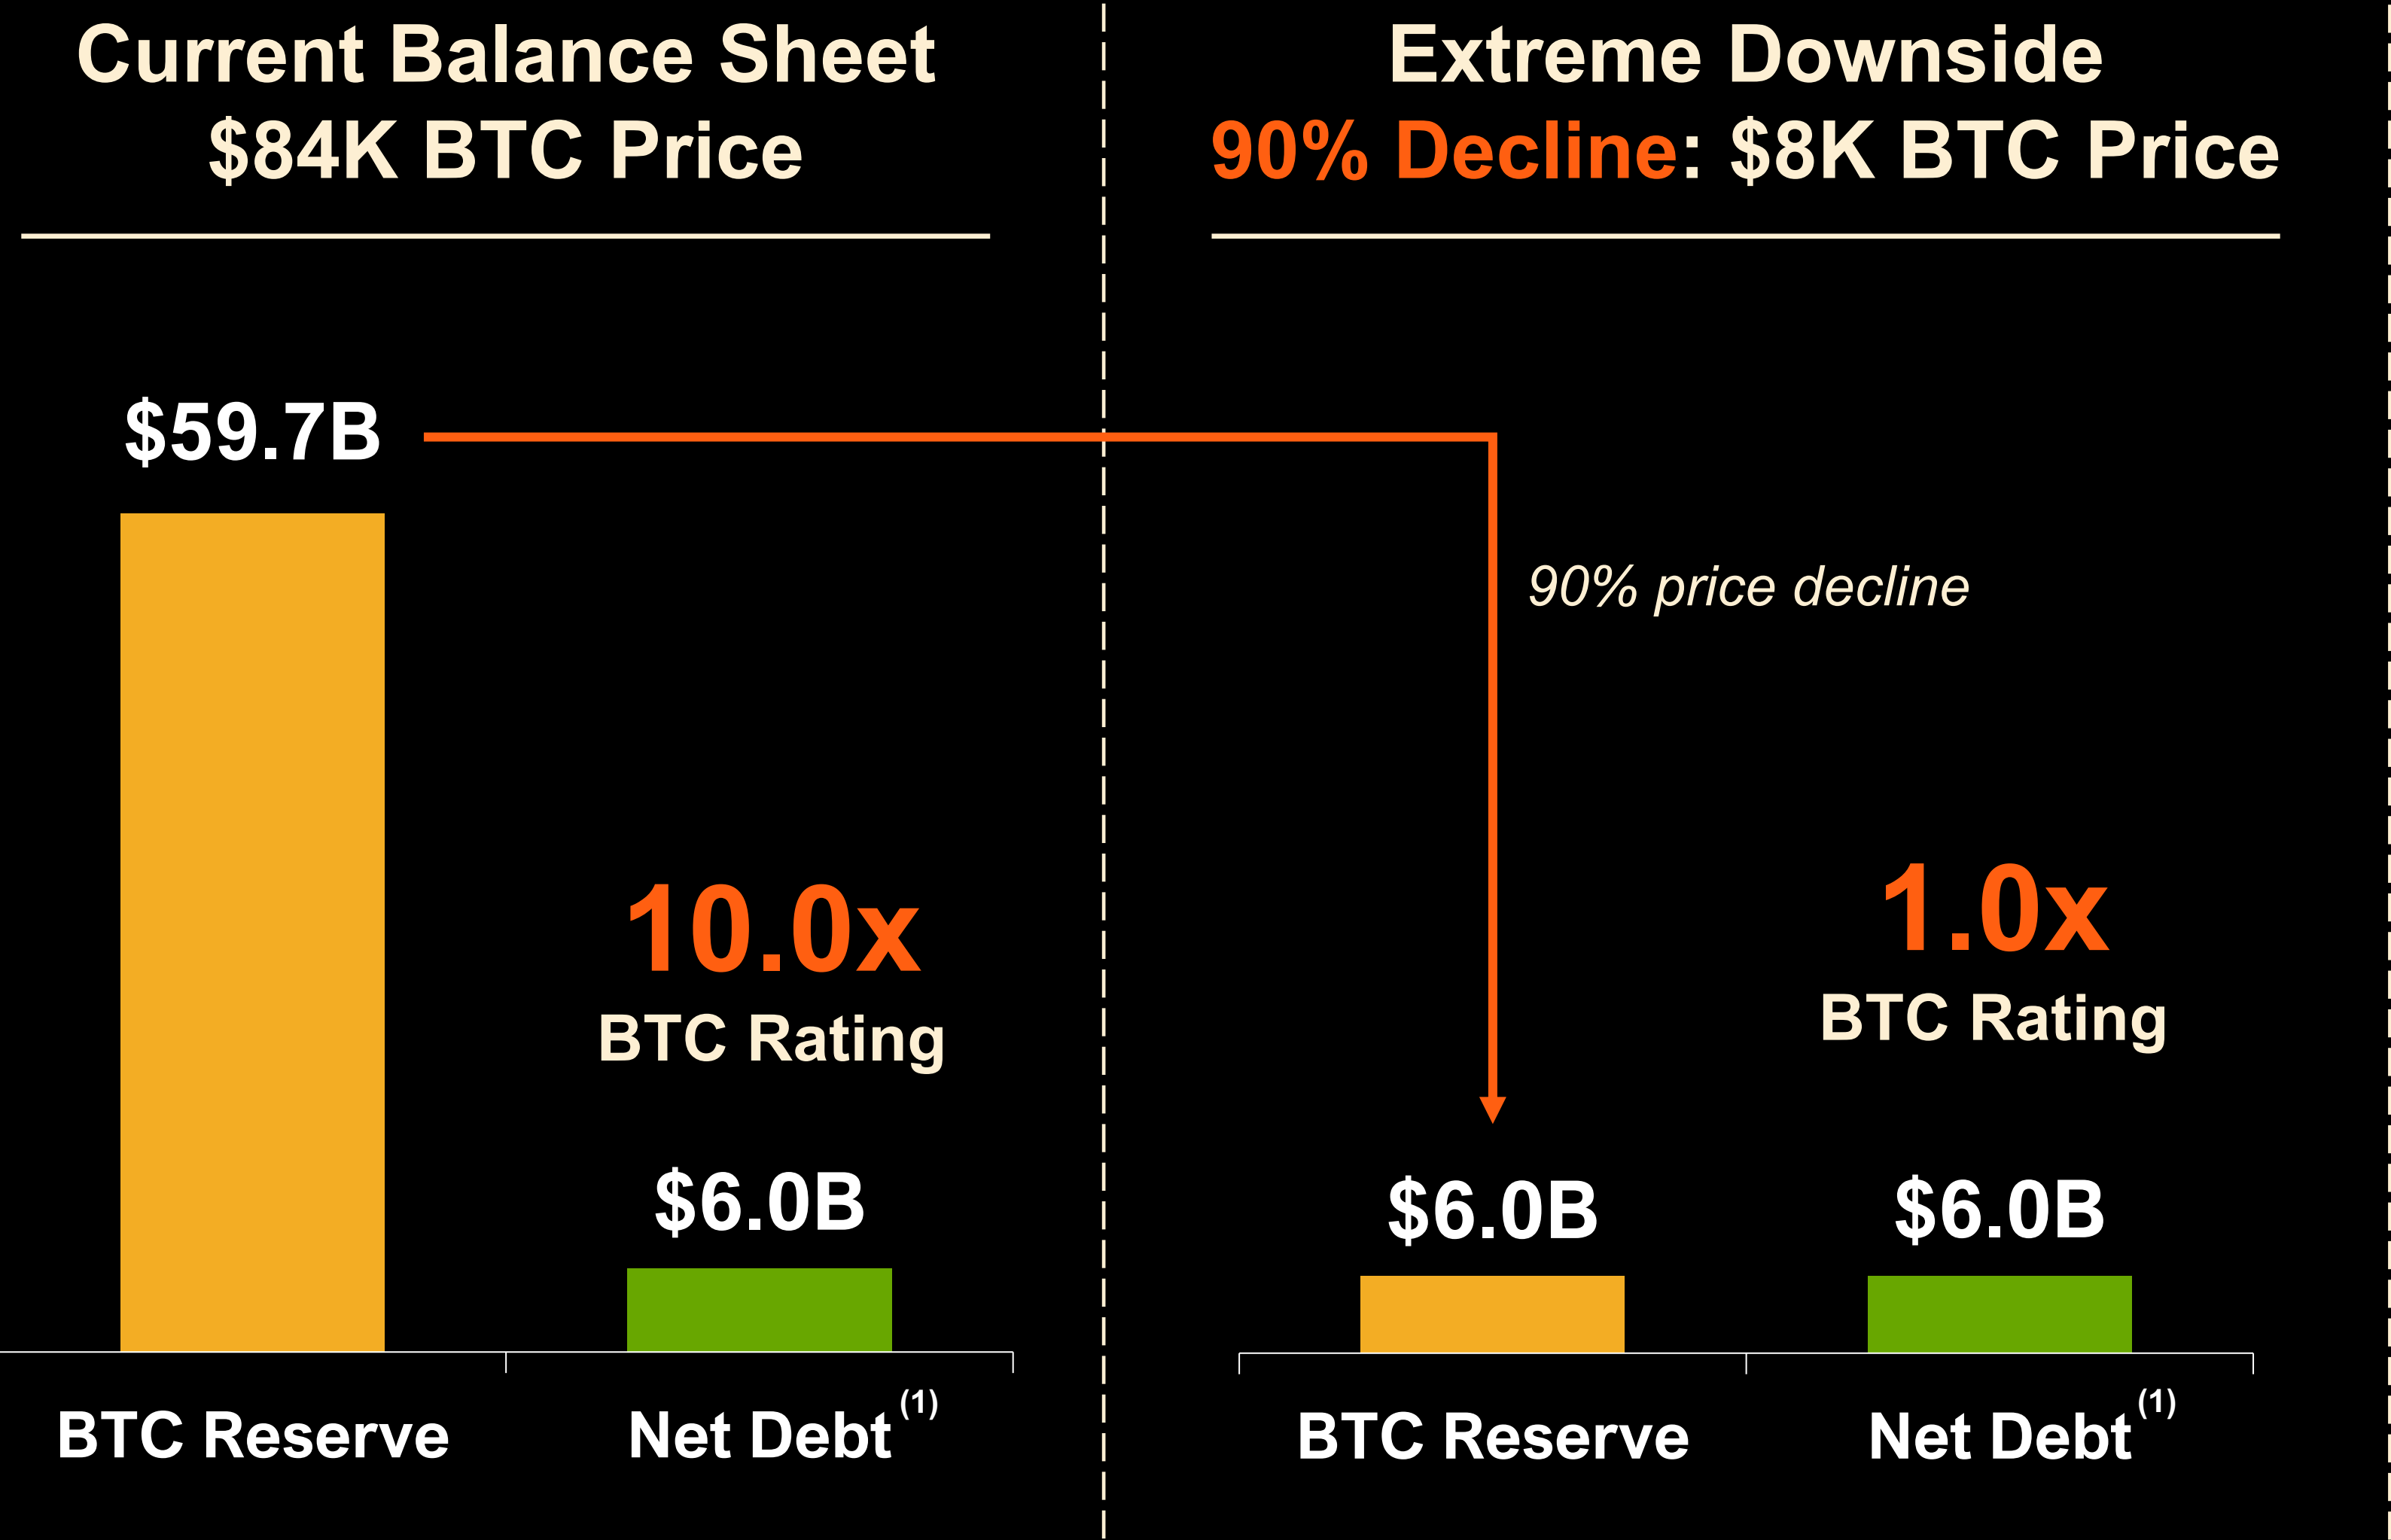 Current Balance Sheet
$84K BTC Price
$59.7B
10.0x
BTC Rating
$6.0B
BTC Reserve
Net Debt (1)
Extreme Downside
90% Decline: $8K BTC Price
90% price decline
1.0x
BTC Rating
$6.0B
$6.0B
BTC Reserve
Net Debt (1)